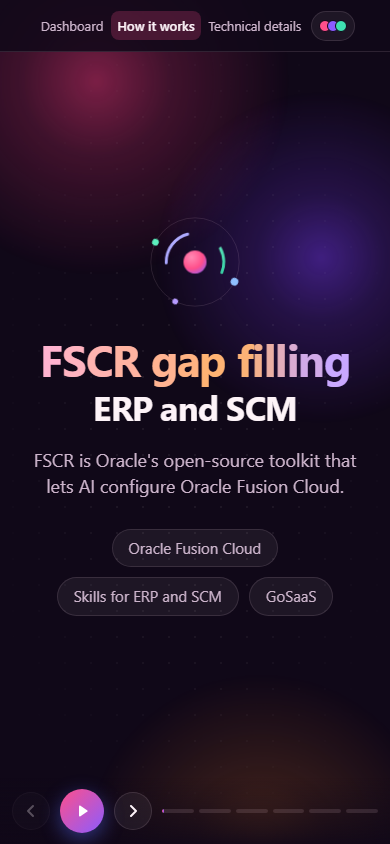 Dashboard How it works Technical details
FSCR gap filling
ERP and SCM
FSCR is Oracle's open-source toolkit that
lets AI configure Oracle Fusion Cloud.
Oracle Fusion Cloud
Skills for ERP and SCM GoSaaS